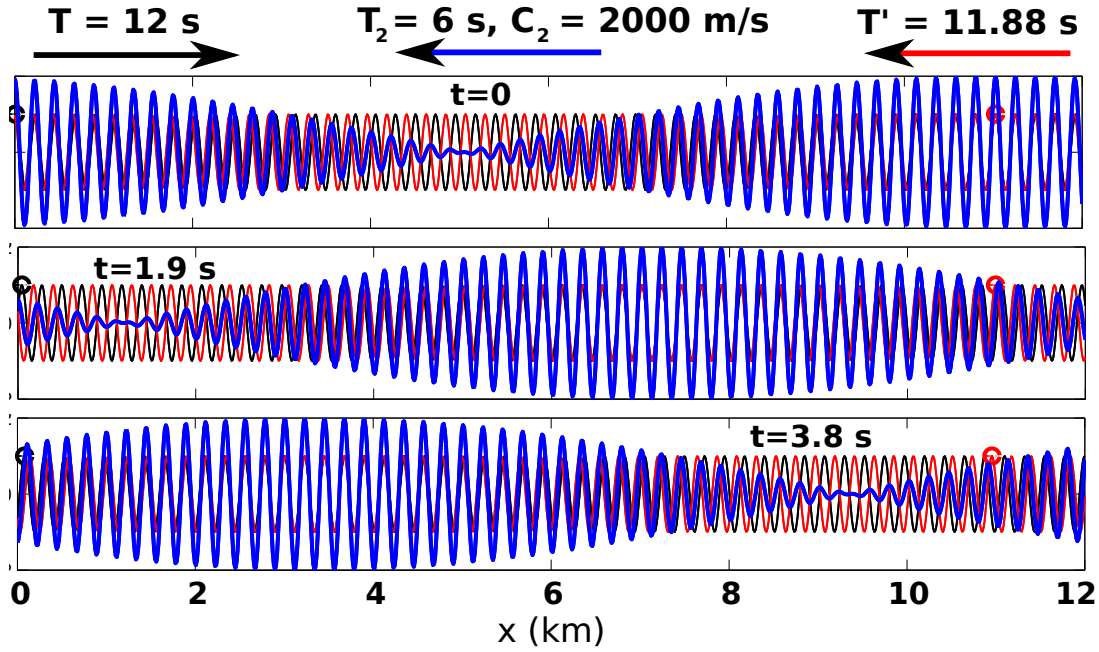 T = 12 s
T₂ = 6 s, C₂ = 2000 m/s
T' = 11.88 s
t=0
t=1.9 s
t=3.8 s
0 2 4 6 8 10 12
x (km)